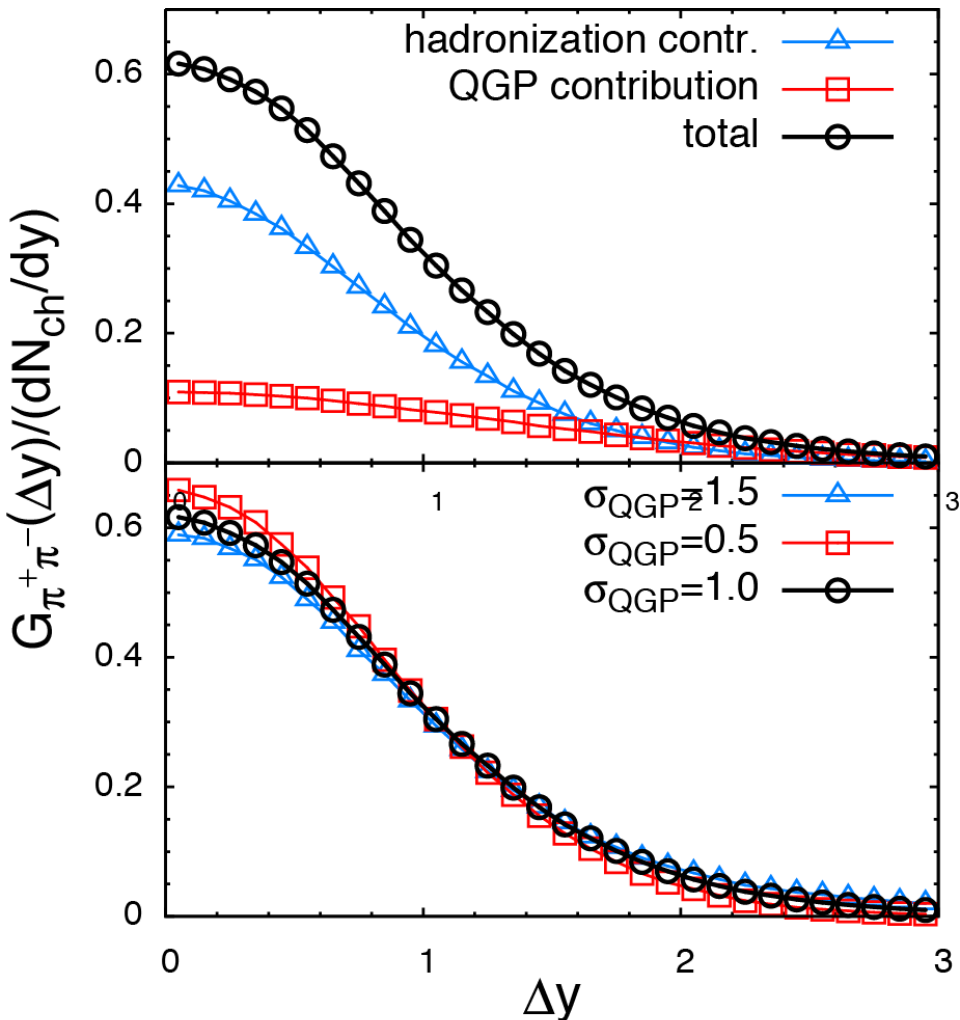 hadronization contr.
QGP contribution
total
0.6
0.4
0.2
0
0 1 2 3
σQGP=1.5
σQGP=0.5
σQGP=1.0
0.6
0.4
0.2
0
0 1 2 3
Δy
Gπ+π−(Δy)/(dNch/dy)